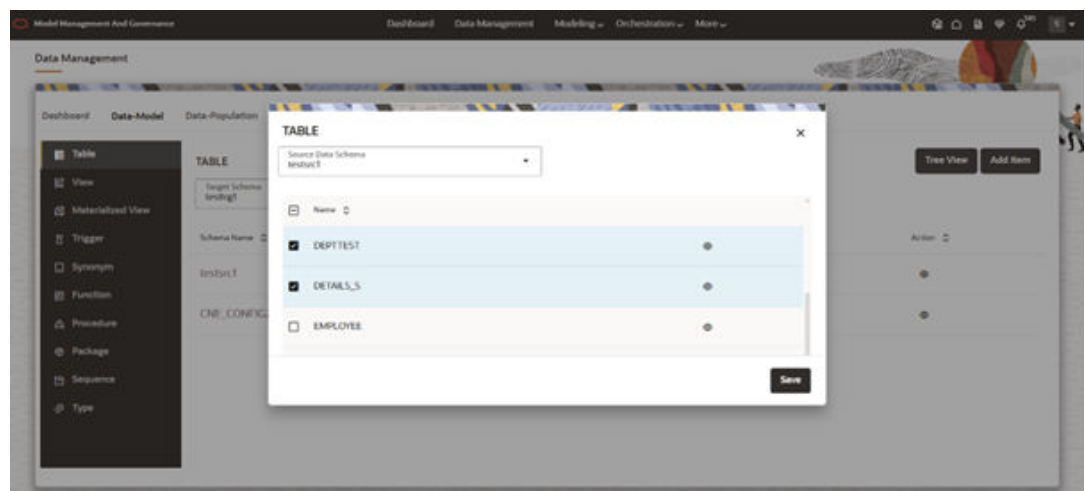 Model Management And Governance
Dashboard Data Management Modeling Orchestration More
Data Management
Dashboard Data-Model Data-Population
Table
View
Materialized View
Trigger
Synonym
Function
Procedure
Package
Sequence
Type
TABLE
Target Schema
Schema Name
testsrc1
Tree View Add Item
Action
TABLE
Source Data Schema
testsrc1
Name
DEPTTEST
DETAILS_S
EMPLOYEE
Save